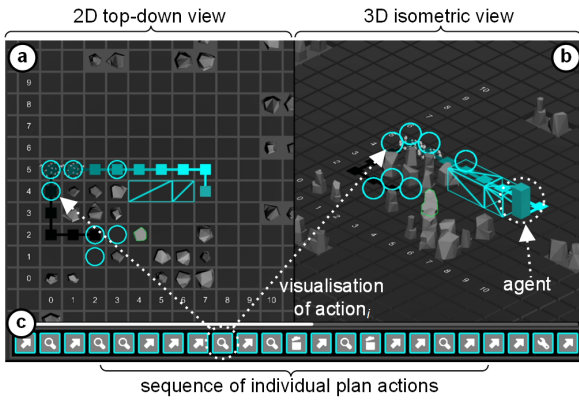 2D top-down view
3D isometric view
a
b
9
8
7
6
5
4
3
2
1
0
0 1 2 3 4 5 6 7 8 9 10
visualisation
of action i
agent
c
sequence of individual plan actions